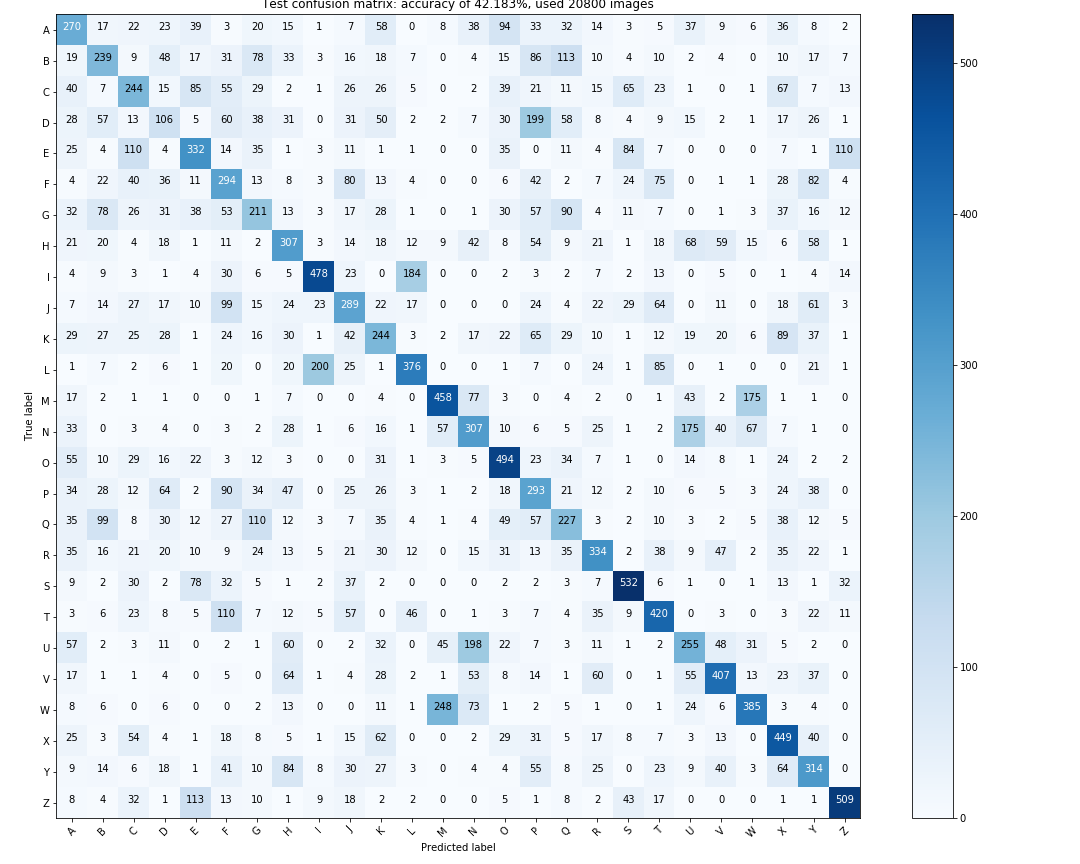 Test confusion matrix: accuracy of 42.183%, used 20800 images
A 270 17 22 23 39 3 20 15 1 7 58 0 8 38 94 33 32 14 3 5 37 9 6 36 8 2
B 19 239 9 48 17 31 78 33 3 16 18 7 0 4 15 86 113 10 4 10 2 4 0 10 17 7
C 40 7 244 15 85 55 29 2 1 26 26 5 0 2 39 21 11 15 65 23 1 0 1 67 7 13
D 28 57 13 106 5 60 38 31 0 31 50 2 2 7 30 199 58 8 4 9 15 2 1 17 26 1
E 25 4 110 4 332 14 35 1 3 11 1 1 0 0 35 0 11 4 84 7 0 0 0 7 1 110
F 4 22 40 36 11 294 13 8 3 80 13 4 0 0 6 42 2 7 24 75 0 1 1 28 82 4
G 32 78 26 31 38 53 211 13 3 17 28 1 0 1 30 57 90 4 11 7 0 1 3 37 16 12
H 21 20 4 18 1 11 2 307 3 14 18 12 9 42 8 54 9 21 1 18 68 59 15 6 58 1
I 4 9 3 1 4 30 6 5 478 23 0 184 0 0 2 3 2 7 2 13 0 5 0 1 4 14
J 7 14 27 17 10 99 15 24 23 289 22 17 0 0 0 24 4 22 29 64 0 11 0 18 61 3
K 29 27 25 28 1 24 16 30 1 42 244 3 2 17 22 65 29 10 1 12 19 20 6 89 37 1
L 1 7 2 6 1 20 0 20 200 25 1 376 0 0 1 7 0 24 1 85 0 1 0 0 21 1
M 17 2 1 1 0 0 1 7 0 0 4 0 458 77 3 0 4 2 0 1 43 2 175 1 1 0
N 33 0 3 4 0 3 2 28 1 6 16 1 57 307 10 6 5 25 1 2 175 40 67 7 1 0
O 55 10 29 16 22 3 12 3 0 0 31 1 3 5 494 23 34 7 1 0 14 8 1 24 2 2
P 34 28 12 64 2 90 34 47 0 25 26 3 1 2 18 293 21 12 2 10 6 5 3 24 38 0
Q 35 99 8 30 12 27 110 12 3 7 35 4 1 4 49 57 227 3 2 10 3 2 5 38 12 5
R 35 16 21 20 10 9 24 13 5 21 30 12 0 15 31 13 35 334 2 38 9 47 2 35 22 1
S 9 2 30 2 78 32 5 1 2 37 2 0 0 0 2 2 3 7 532 6 1 0 1 13 1 32
T 3 6 23 8 5 110 7 12 5 57 0 46 0 1 3 7 4 35 9 420 0 3 0 3 22 11
U 57 2 3 11 0 2 1 60 0 2 32 0 45 198 22 7 3 11 1 2 255 48 31 5 2 0
V 17 1 1 4 0 5 0 64 1 4 28 2 1 53 8 14 1 60 0 1 55 407 13 23 37 0
W 8 6 0 6 0 0 2 13 0 0 11 1 248 73 1 2 5 1 0 1 24 6 385 3 4 0
X 25 3 54 4 1 18 8 5 1 15 62 0 0 2 29 31 5 17 8 7 3 13 0 449 40 0
Y 9 14 6 18 1 41 10 84 8 30 27 3 0 4 4 55 8 25 0 23 9 40 3 64 314 0
Z 8 4 32 1 113 13 10 1 9 18 2 2 0 0 5 1 8 2 43 17 0 0 0 1 1 509
A B C D E F G H I J K L M N O P Q R S T U V W X Y Z
Predicted label
True label
500
400
300
200
100
0